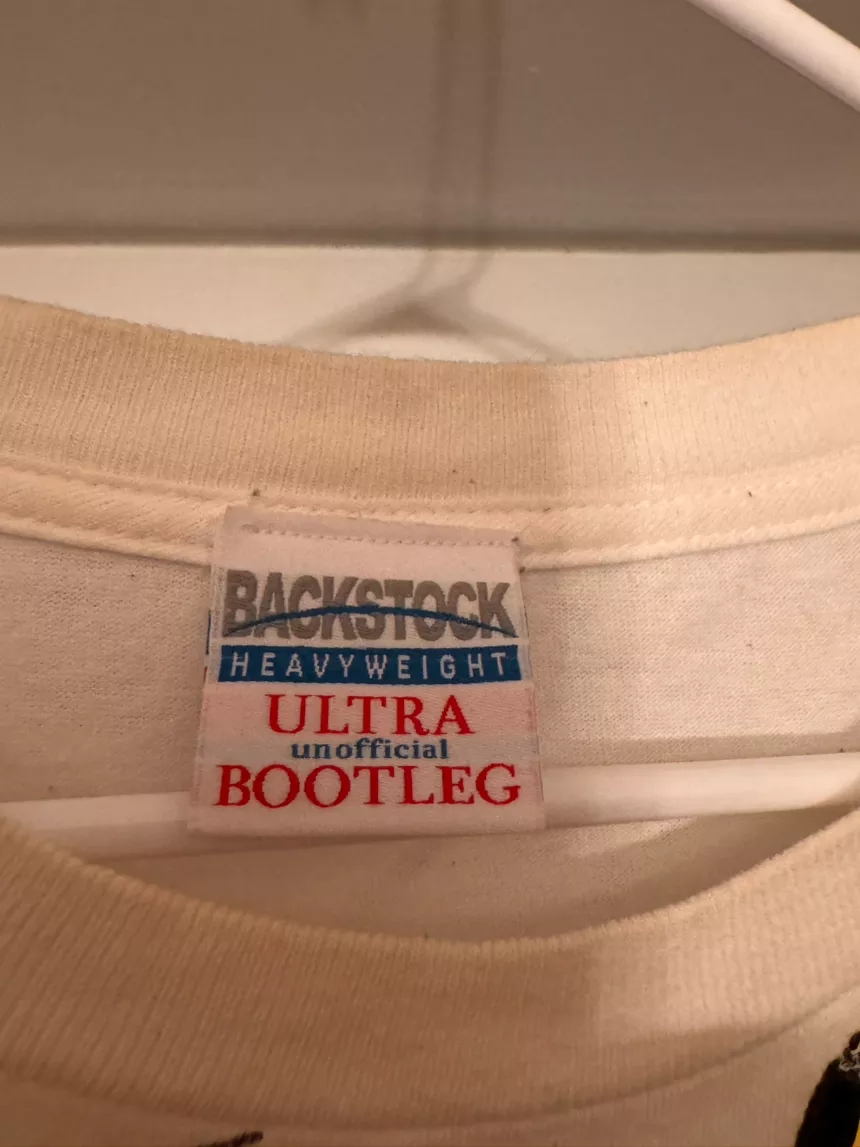 BACKSTOCK
HEAVYWEIGHT
ULTRA
unofficial
BOOTLEG